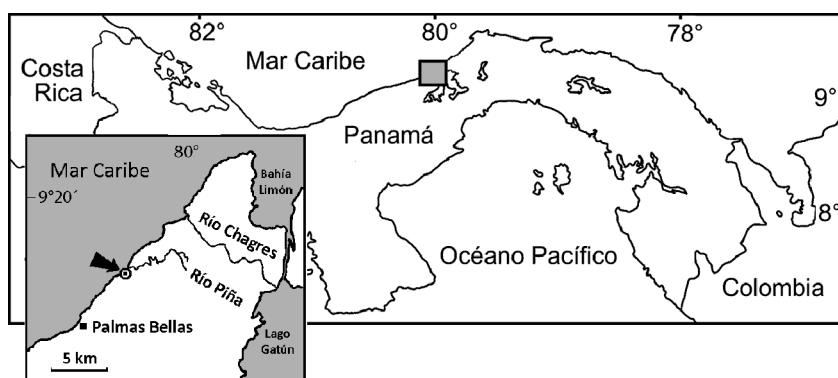 82°
80°
78°
Costa
Rica
Mar Caribe
9°
Panamá
8°
Océano Pacífico
Colombia
Mar Caribe
80°
Bahía
Limón
9°20´
Río Chagres
Río Piña
Palmas Bellas
Lago
Gatún
5 km